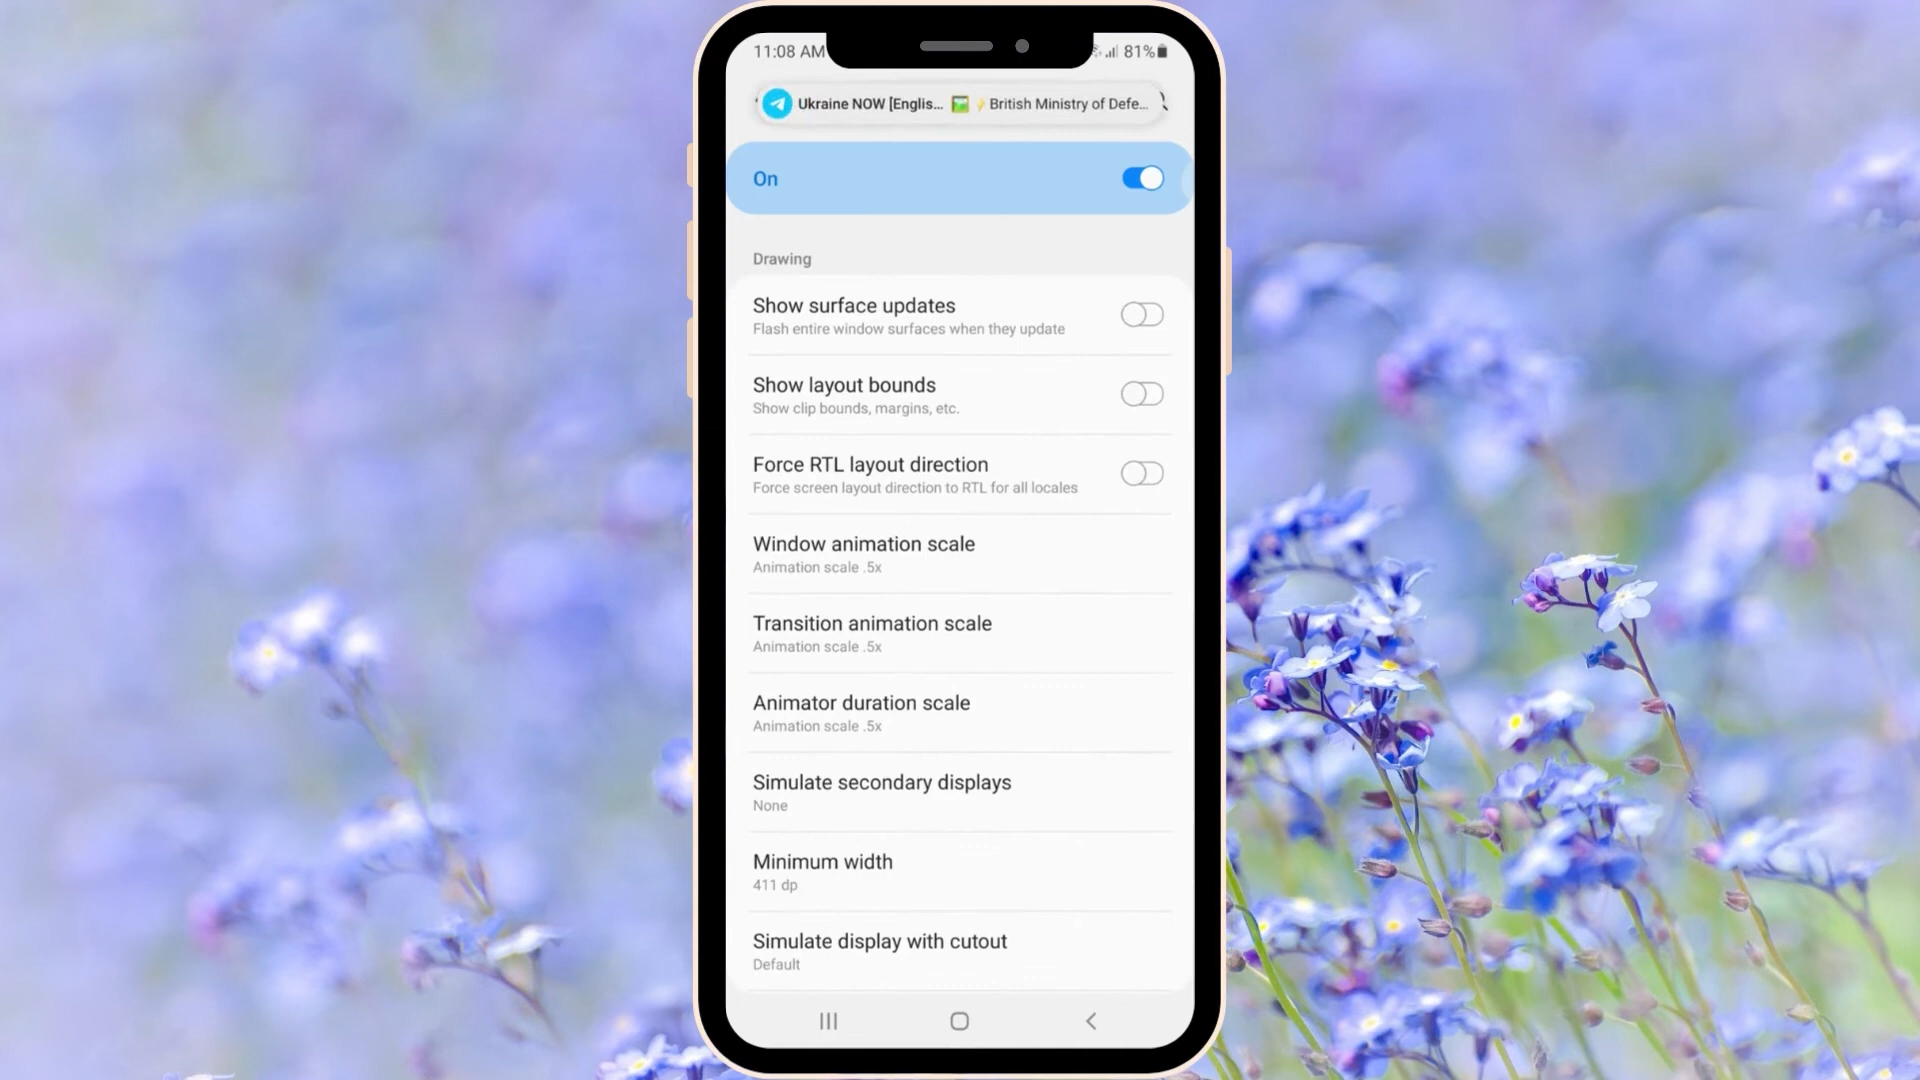 11:08 AM 81%
Ukraine NOW [Englis... British Ministry of Defe...
On
Drawing
Show surface updates
Flash entire window surfaces when they update
Show layout bounds
Show clip bounds, margins, etc.
Force RTL layout direction
Force screen layout direction to RTL for all locales
Window animation scale
Animation scale .5x
Transition animation scale
Animation scale .5x
Animator duration scale
Animation scale .5x
Simulate secondary displays
None
Minimum width
411 dp
Simulate display with cutout
Default